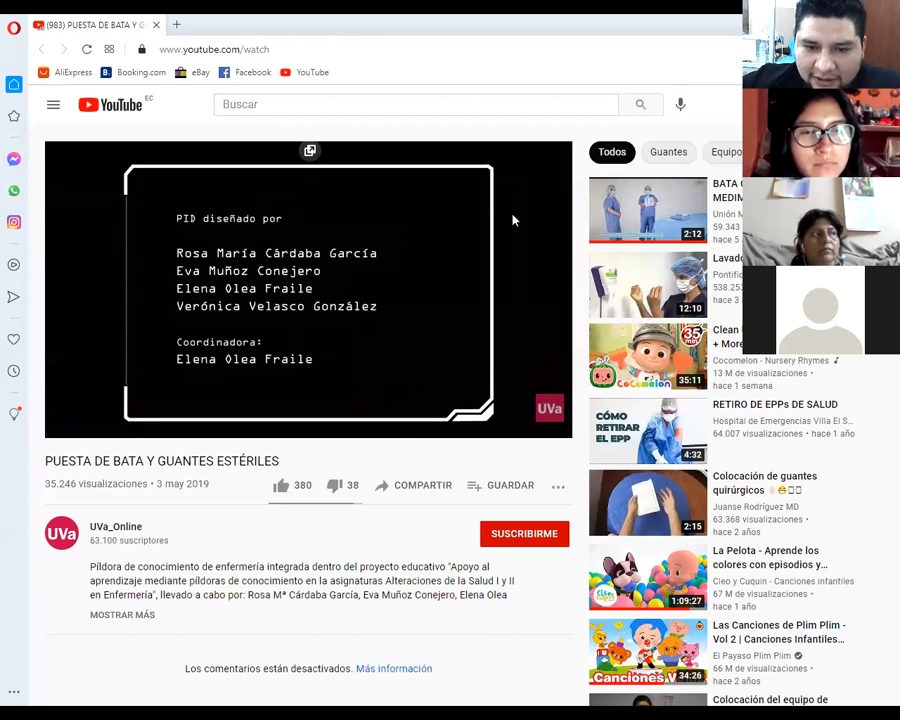 (983) PUESTA DE BATA Y G
www.youtube.com/watch
AliExpress
B. Booking.com
eBay
Facebook
YouTube
YouTube EC
Buscar
PID diseñado por
Rosa María Cárdaba García
Eva Muñoz Conejero
Elena Olea Fraile
Verónica Velasco González
Coordinadora:
Elena Olea Fraile
UVa
PUESTA DE BATA Y GUANTES ESTÉRILES
35.246 visualizaciones • 3 may 2019
380
38
COMPARTIR
GUARDAR
UVa
UVa_Online
63.100 suscriptores
SUSCRIBIRME
Píldora de conocimiento de enfermería integrada dentro del proyecto educativo "Apoyo al
aprendizaje mediante píldoras de conocimiento en la asignaturas Alteraciones de la Salud I y II
en Enfermería", llevado a cabo por: Rosa Mª Cárdaba García, Eva Muñoz Conejero, Elena Olea
MOSTRAR MÁS
Los comentarios están desactivados. Más información
Todos
Guantes
Equipo
BATA
MEDIM
Unión M
59.343
hace 5
2:12
Lavado
Pontific
538.253
hace 3
12:10
Clean
+ More
Cocomelon - Nursery Rhymes
13 M de visualizaciones •
hace 1 semana
35 MIN
CoComelon
35:11
RETIRO DE EPPs DE SALUD
Hospital de Emergencias Villa El S...
64.007 visualizaciones • hace 1 año
CÓMO
RETIRAR
EL EPP
4:32
Colocación de guantes
quirúrgicos
Juanse Rodríguez MD
63.368 visualizaciones •
hace 2 años
2:15
La Pelota - Aprende los
colores con episodios y...
Cleo y Cuquin - Canciones infantiles
67 M de visualizaciones •
hace 1 año
1:09:27
Las Canciones de Plim Plim -
Vol 2 | Canciones Infantiles...
El Payaso Plim Plim
66 M de visualizaciones •
hace 2 años
Canciones
34:26
Colocación del equipo de